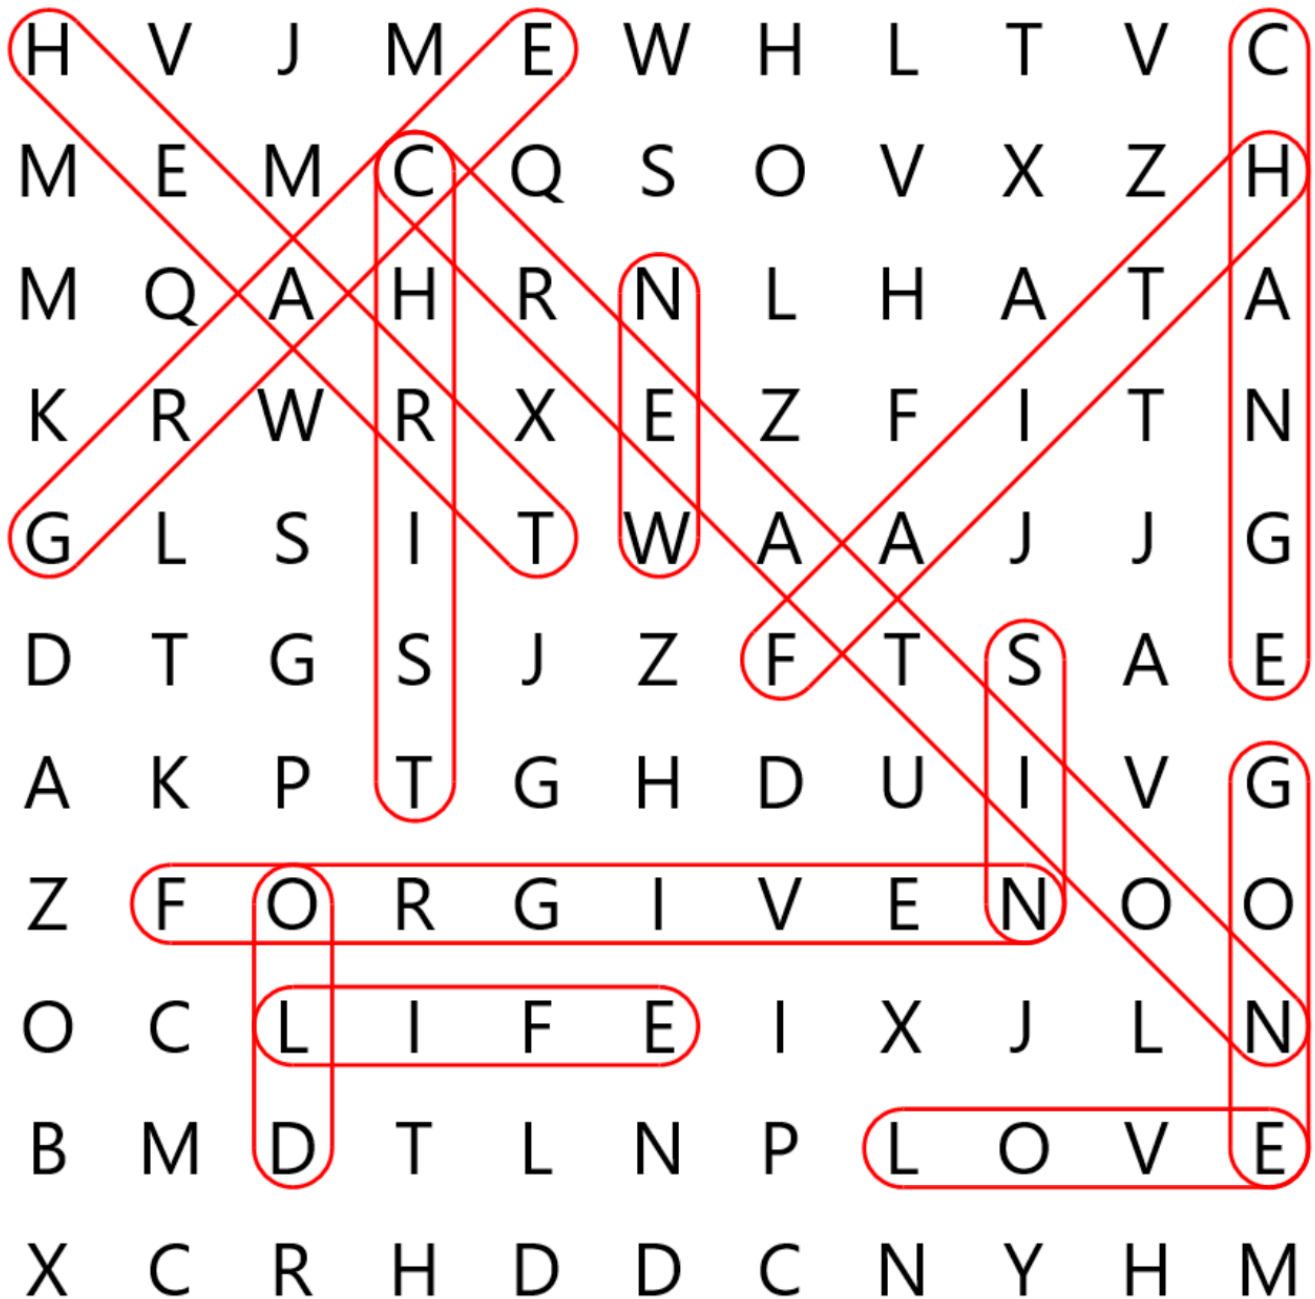 H V J M E W H L T V C
M E M C Q S O V X Z H
M Q A H R N L H A T A
K R W R X E Z F I T N
G L S I T W A A J J G
D T G S J Z F T S A E
A K P T G H D U I V G
Z F O R G I V E N O O
O C L I F E I X J L N
B M D T L N P L O V E
X C R H D D C N Y H M